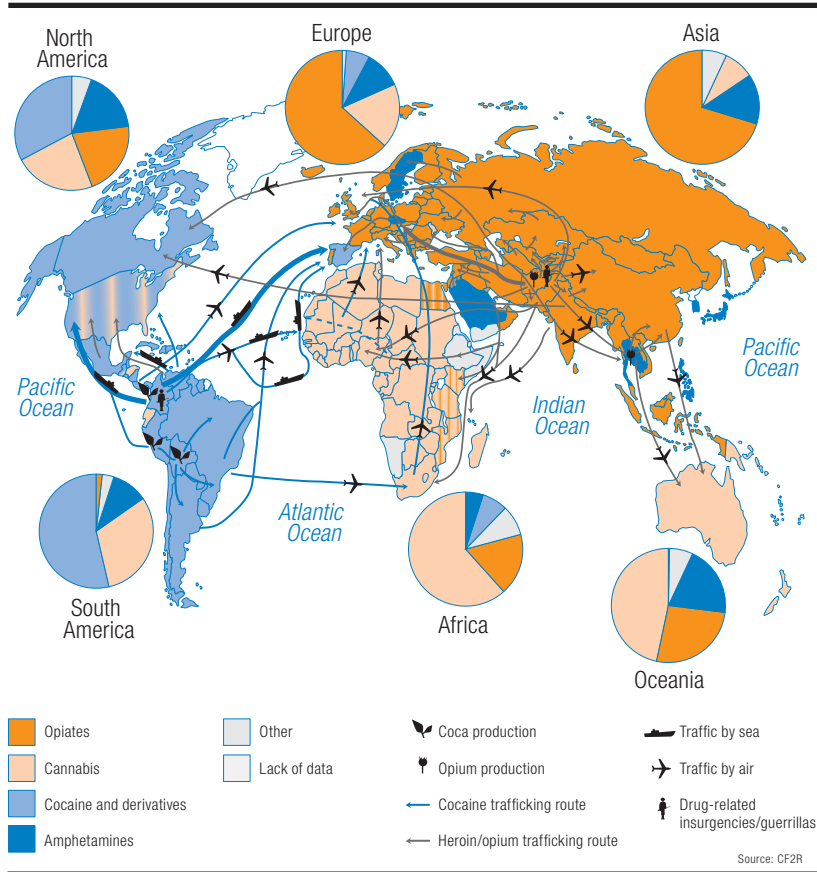 North
America
Europe
Asia
Pacific
Ocean
Pacific
Ocean
Indian
Ocean
Atlantic
Ocean
South
America
Africa
Oceania
Opiates
Cannabis
Cocaine and derivatives
Amphetamines
Other
Lack of data
Coca production
Opium production
Cocaine trafficking route
Heroin/opium trafficking route
Traffic by sea
Traffic by air
Drug-related
insurgencies/guerrillas
Source: CF2R